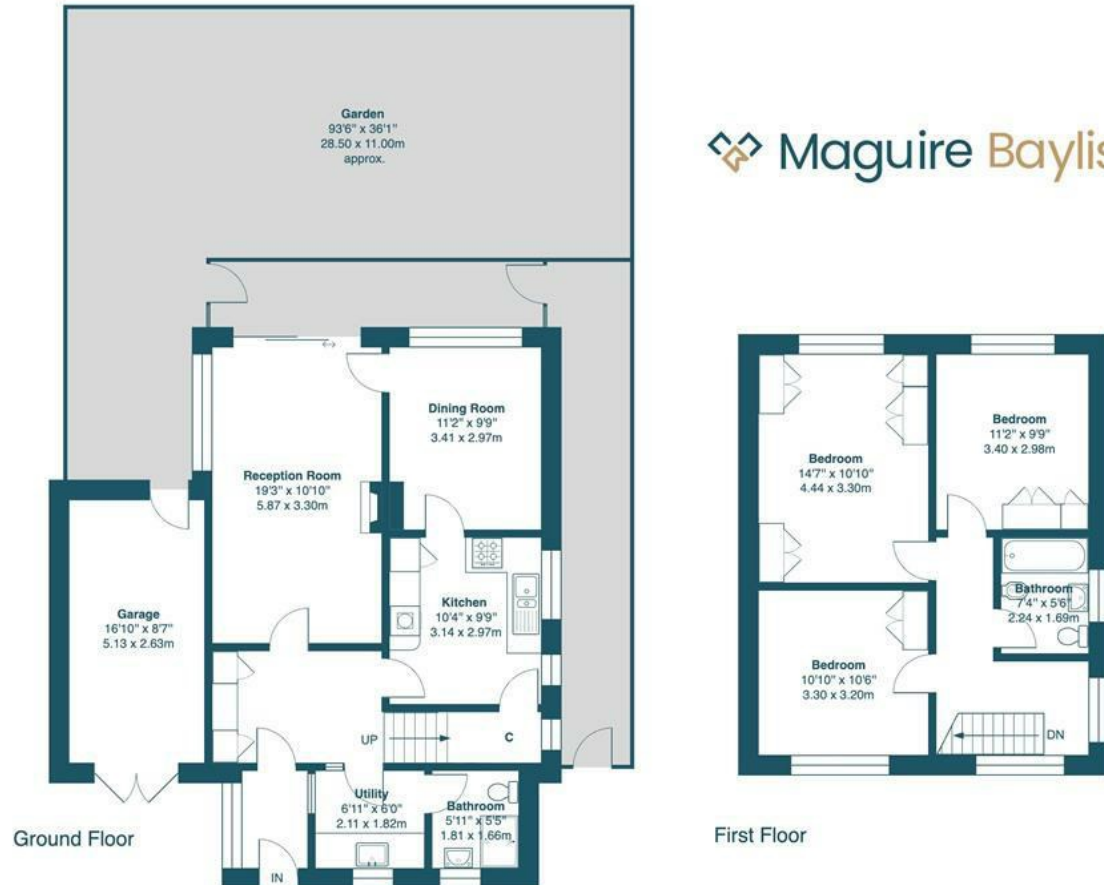 Garden
93'6" x 36'1"
28.50 x 11.00m
approx.
Maguire Baylis
Dining Room
11'2" x 9'9"
3.41 x 2.97m
Reception Room
19'3" x 10'10"
5.87 x 3.30m
Kitchen
10'4" x 9'9"
3.14 x 2.97m
Garage
16'10" x 8'7"
5.13 x 2.63m
UP
C
Utility
6'11" x 6'0"
2.11 x 1.82m
Bathroom
5'11" x 5'5"
1.81 x 1.66m
IN
Ground Floor
Bedroom
14'7" x 10'10"
4.44 x 3.30m
Bedroom
11'2" x 9'9"
3.40 x 2.98m
Bathroom
7'4" x 5'6"
2.24 x 1.69m
Bedroom
10'10" x 10'6"
3.30 x 3.20m
DN
First Floor